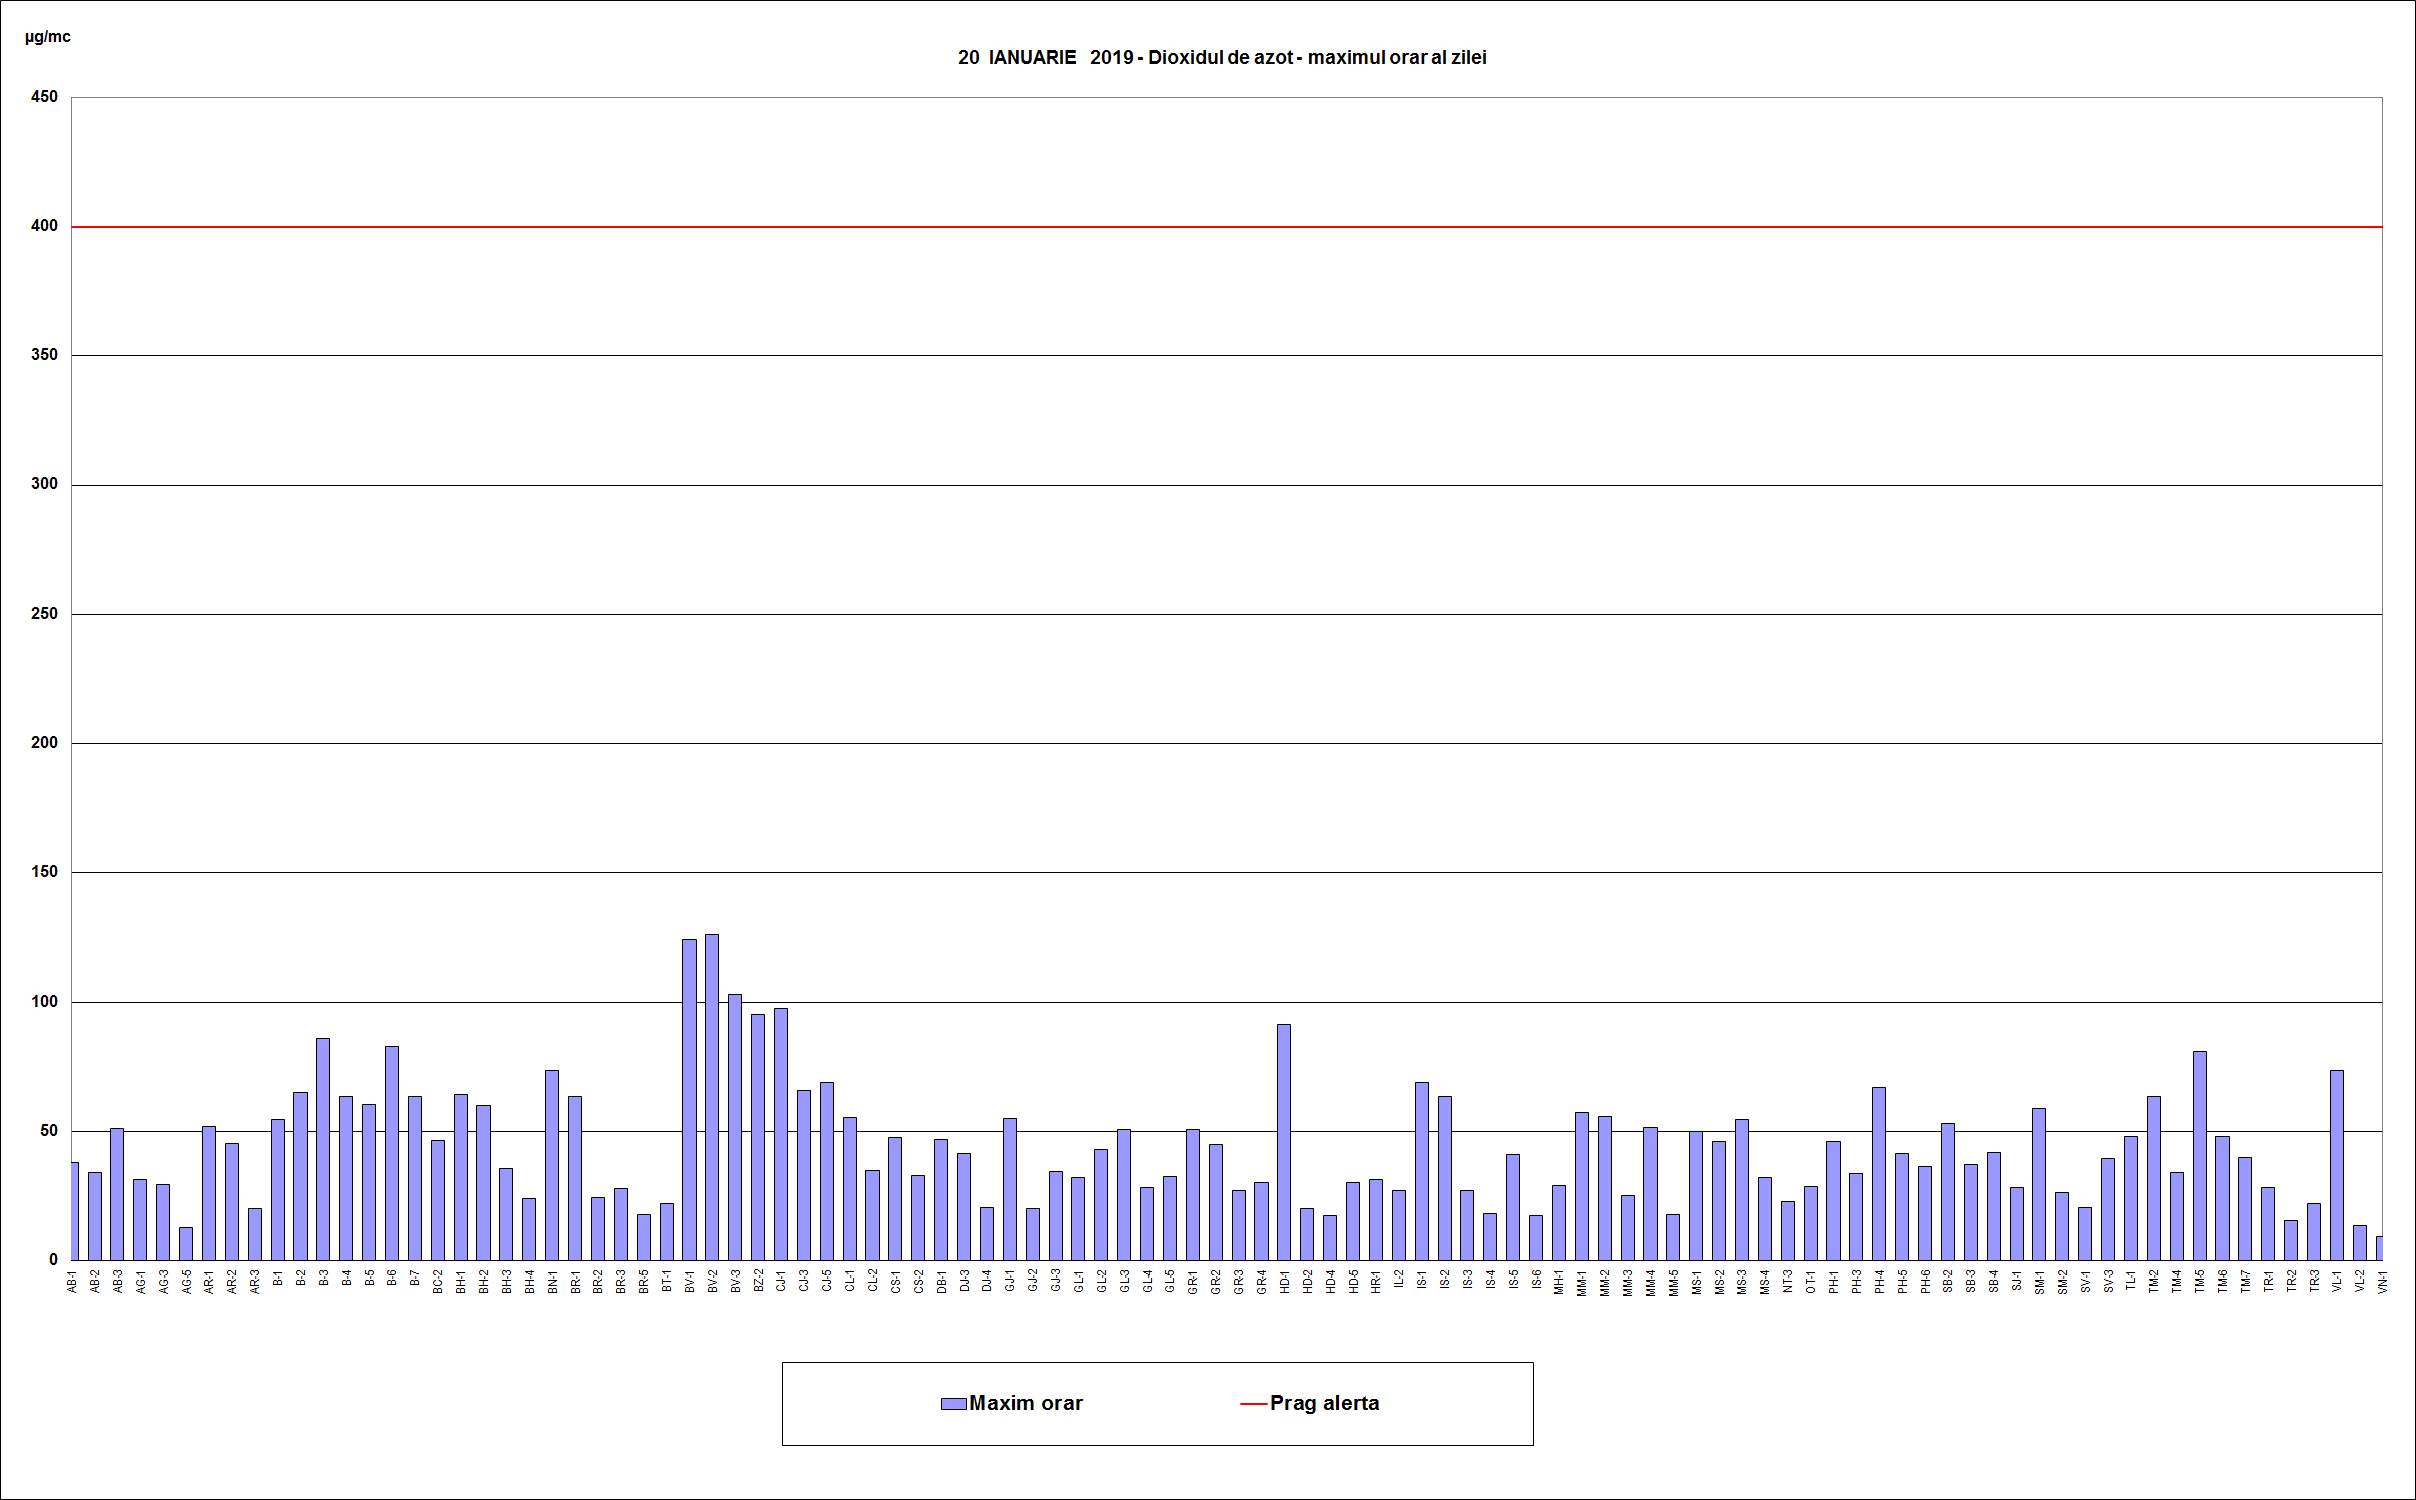 µg/mc
20 IANUARIE 2019 - Dioxidul de azot - maximul orar al zilei
450
400
350
300
250
200
150
100
50
0
AB-1 AB-2 AB-3 AG-1 AG-3 AG-5 AR-1 AR-2 AR-3 B-1 B-2 B-3 B-4 B-5 B-6 B-7 BC-2 BH-1 BH-2 BH-3 BH-4 BN-1 BR-1 BR-2 BR-3 BR-5 BT-1 BV-1 BV-2 BV-3 BZ-2 CJ-1 CJ-3 CJ-5 CL-1 CL-2 CS-1 CS-2 DB-1 DJ-3 DJ-4 GJ-1 GJ-2 GJ-3 GL-1 GL-2 GL-3 GL-4 GL-5 GR-1 GR-2 GR-3 GR-4 HD-1 HD-2 HD-4 HD-5 HR-1 IL-2 IS-1 IS-2 IS-3 IS-4 IS-5 IS-6 MH-1 MM-1 MM-2 MM-3 MM-4 MM-5 MS-1 MS-2 MS-3 MS-4 NT-3 OT-1 PH-1 PH-3 PH-4 PH-5 PH-6 SB-2 SB-3 SB-4 SJ-1 SM-1 SM-2 SV-1 SV-3 TL-1 TM-2 TM-4 TM-5 TM-6 TM-7 TR-1 TR-2 TR-3 VL-1 VL-2 VN-1
Maxim orar Prag alerta